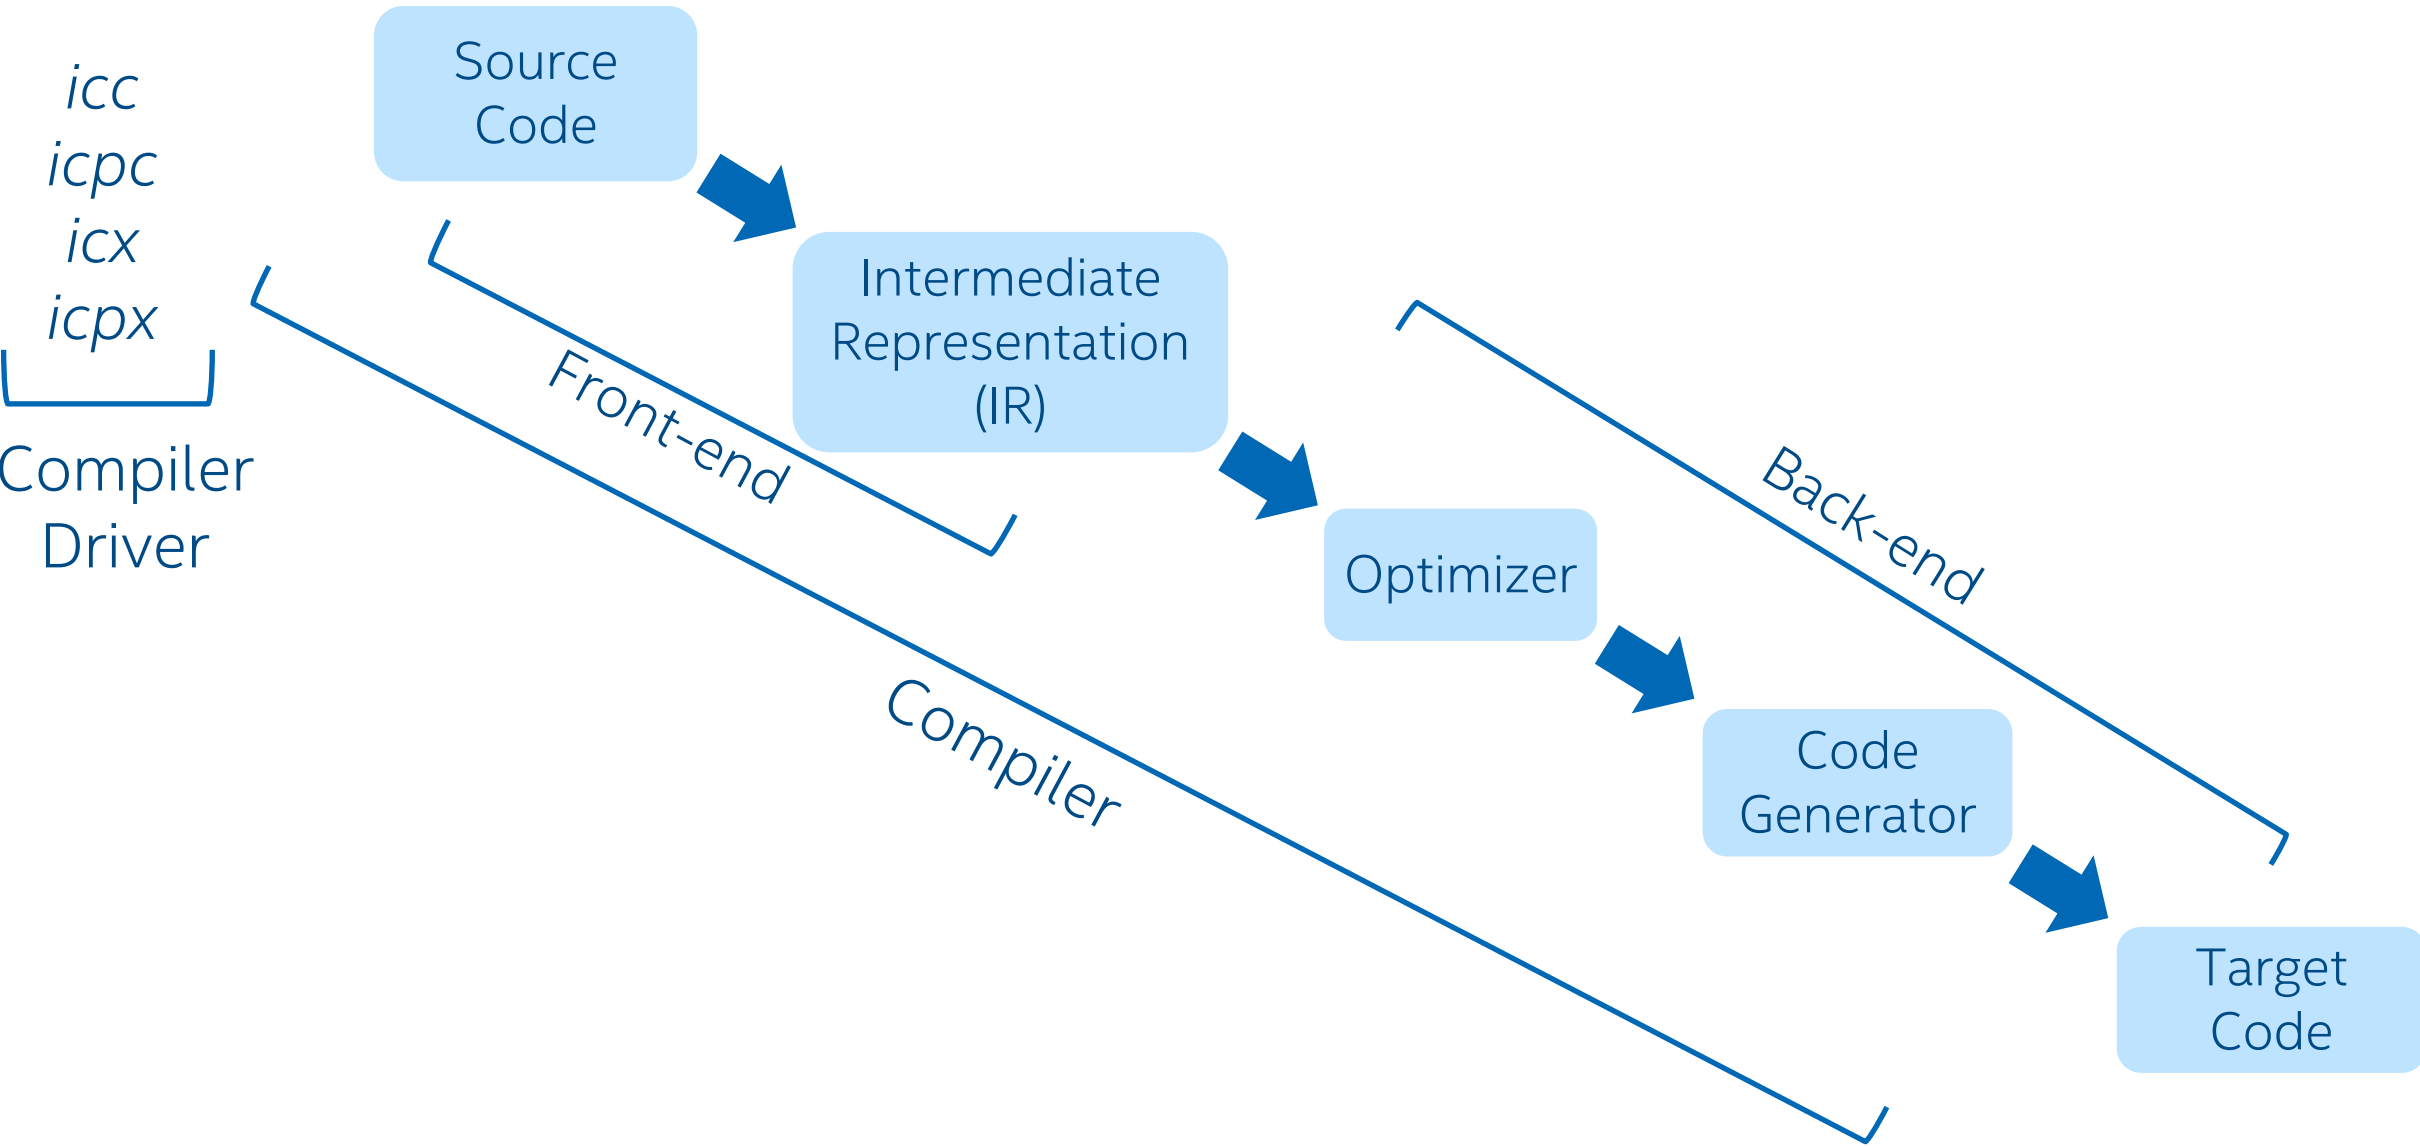 icc
icpc
icx
icpx
Compiler
Driver
Source
Code
Intermediate
Representation
(IR)
Front-end
Compiler
Optimizer
Back-end
Code
Generator
Target
Code